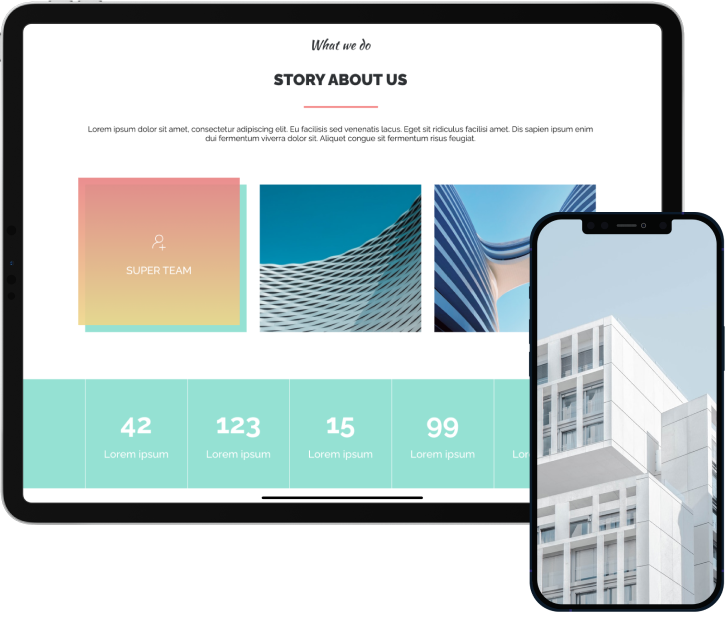 What we do
STORY ABOUT US
Lorem ipsum dolor sit amet, consectetur adipiscing elit. Eu facilisis sed venenatis lacus. Eget sit ridiculus facilisi amet. Dis sapien ipsum enim
dui fermentum viverra dolor sit. Aliquet congue sit fermentum risus feugiat.
SUPER TEAM
42 123 15 99
Lorem ipsum Lorem ipsum Lorem ipsum Lorem ipsum Lor